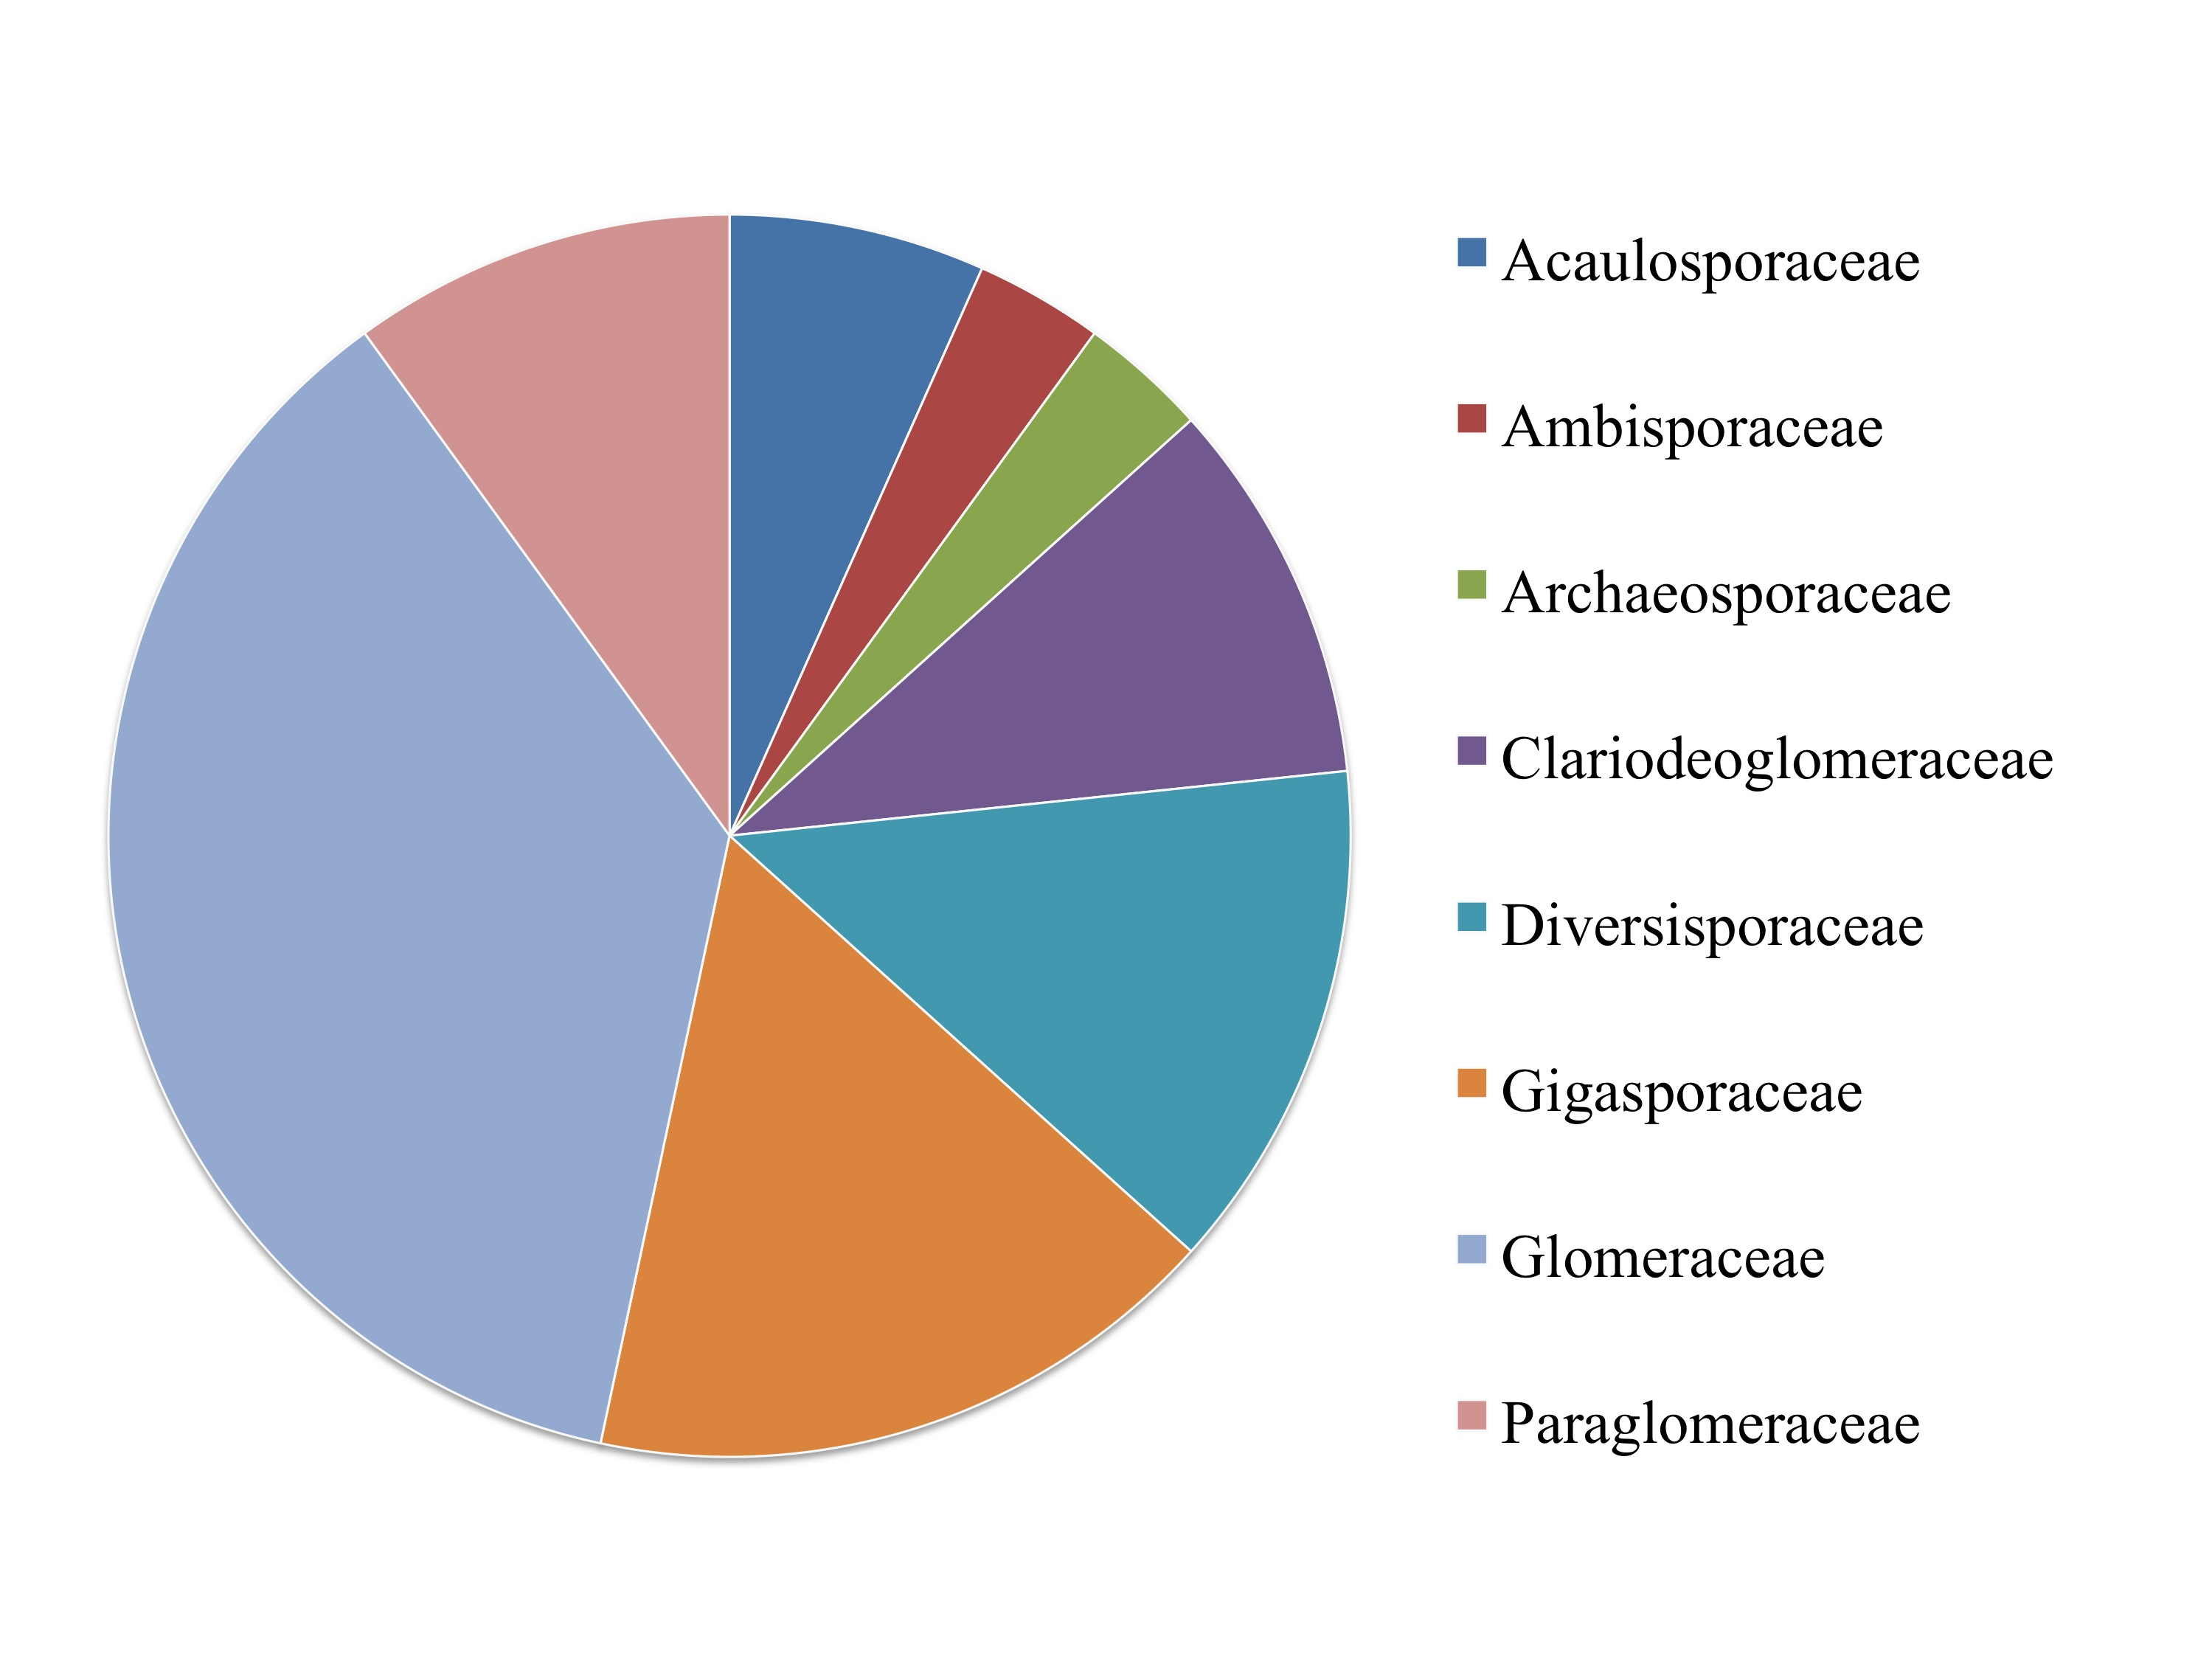 Acaulosporaceae
Ambisporaceae
Archaeosporaceae
Clariodeoglomeraceae
Diversisporaceae
Gigasporaceae
Glomeraceae
Paraglomeraceae